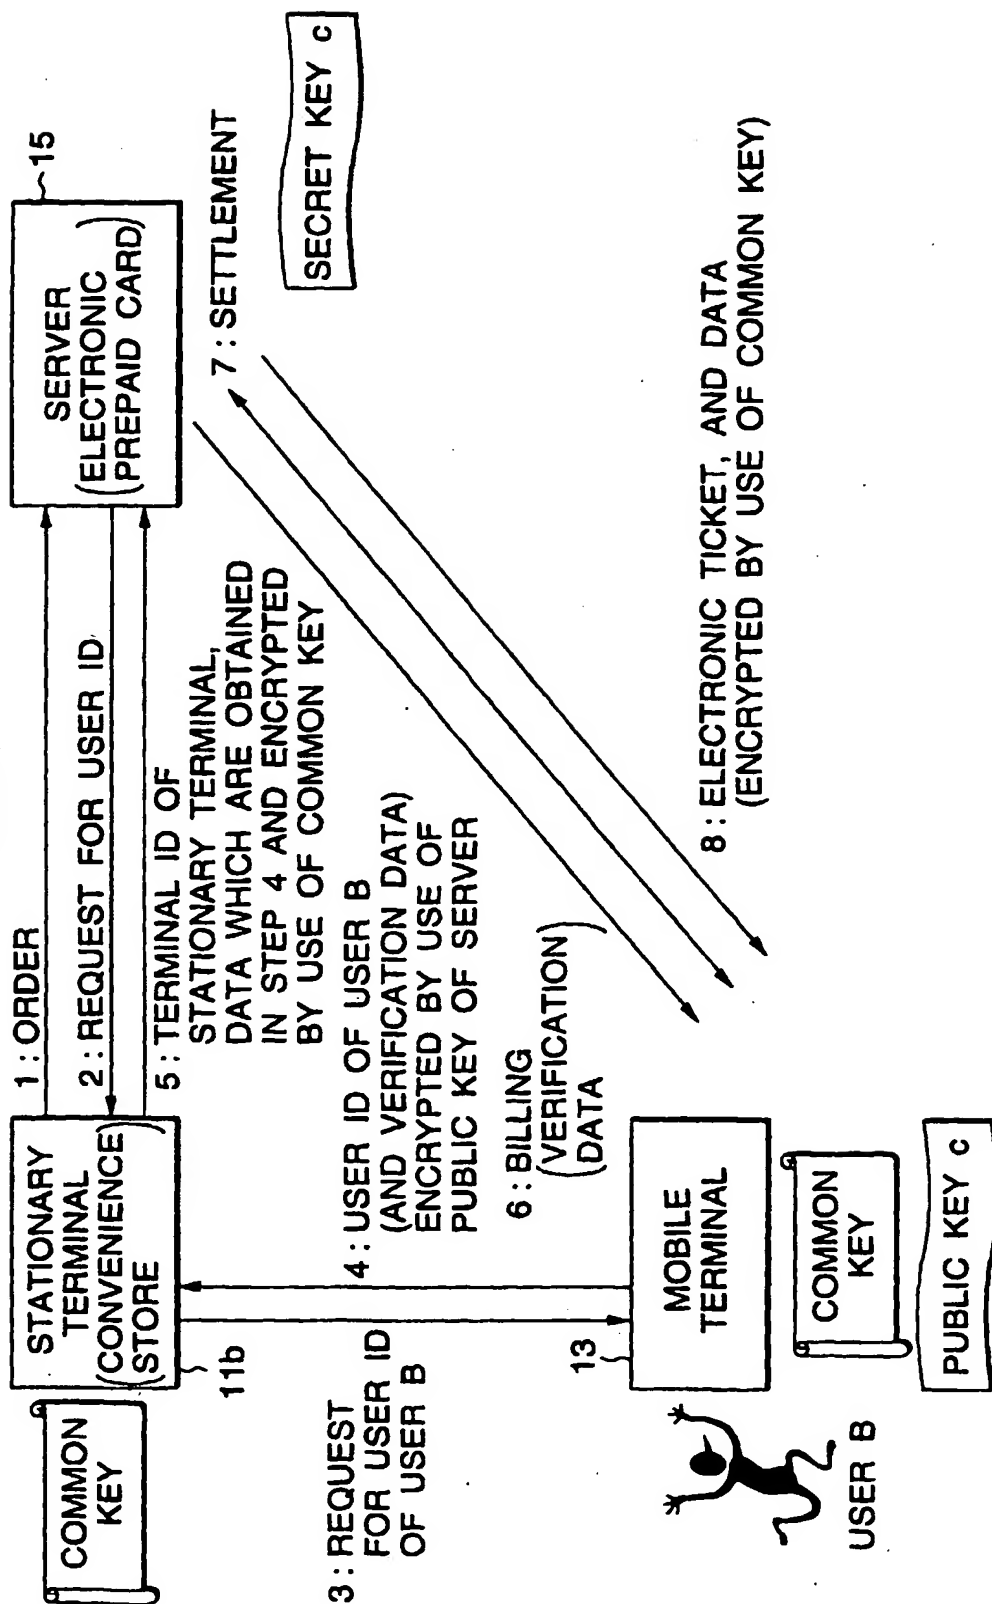 COMMON
KEY
STATIONARY
TERMINAL
(CONVENIENCE
STORE)
11b
1 : ORDER
2 : REQUEST FOR USER ID
5 : TERMINAL ID OF
STATIONARY TERMINAL,
DATA WHICH ARE OBTAINED
IN STEP 4 AND ENCRYPTED
BY USE OF COMMON KEY
SERVER
(ELECTRONIC
PREPAID CARD)
15
7 : SETTLEMENT
SECRET KEY c
3 : REQUEST
FOR USER ID
OF USER B
4 : USER ID OF USER B
(AND VERIFICATION DATA)
ENCRYPTED BY USE OF
PUBLIC KEY OF SERVER
6 : BILLING
(VERIFICATION
DATA)
8 : ELECTRONIC TICKET, AND DATA
(ENCRYPTED BY USE OF COMMON KEY)
13
MOBILE
TERMINAL
COMMON
KEY
PUBLIC KEY c
USER B